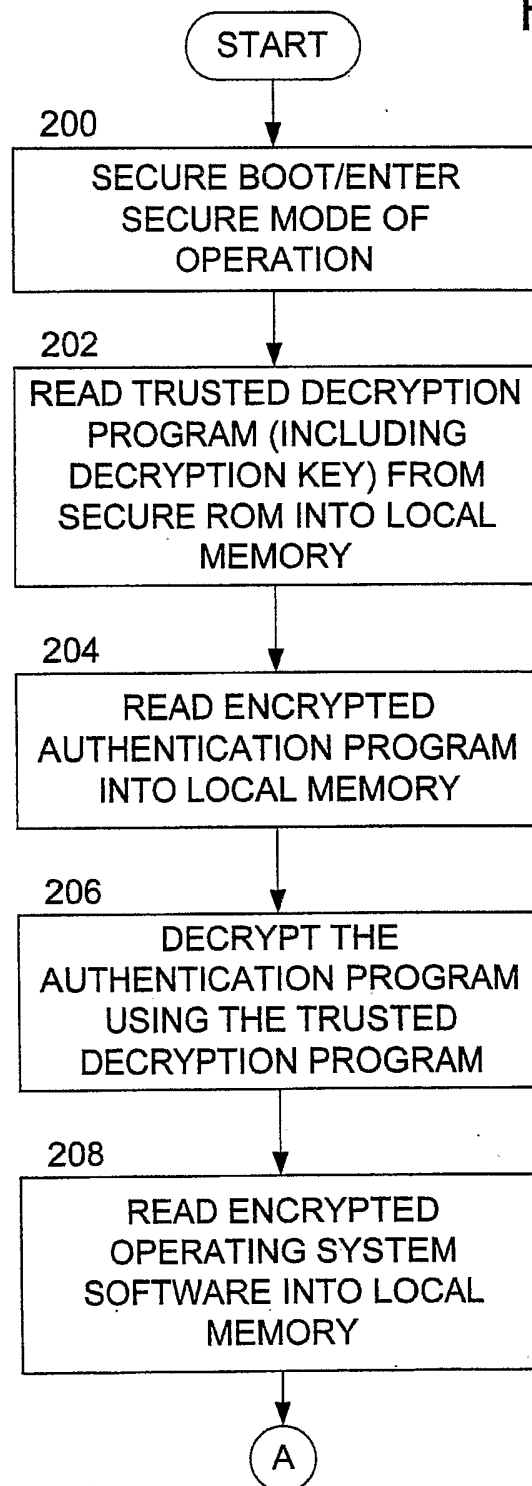 START
200
SECURE BOOT/ENTER
SECURE MODE OF
OPERATION
202
READ TRUSTED DECRYPTION
PROGRAM (INCLUDING
DECRYPTION KEY) FROM
SECURE ROM INTO LOCAL
MEMORY
204
READ ENCRYPTED
AUTHENTICATION PROGRAM
INTO LOCAL MEMORY
206
DECRYPT THE
AUTHENTICATION PROGRAM
USING THE TRUSTED
DECRYPTION PROGRAM
208
READ ENCRYPTED
OPERATING SYSTEM
SOFTWARE INTO LOCAL
MEMORY
A